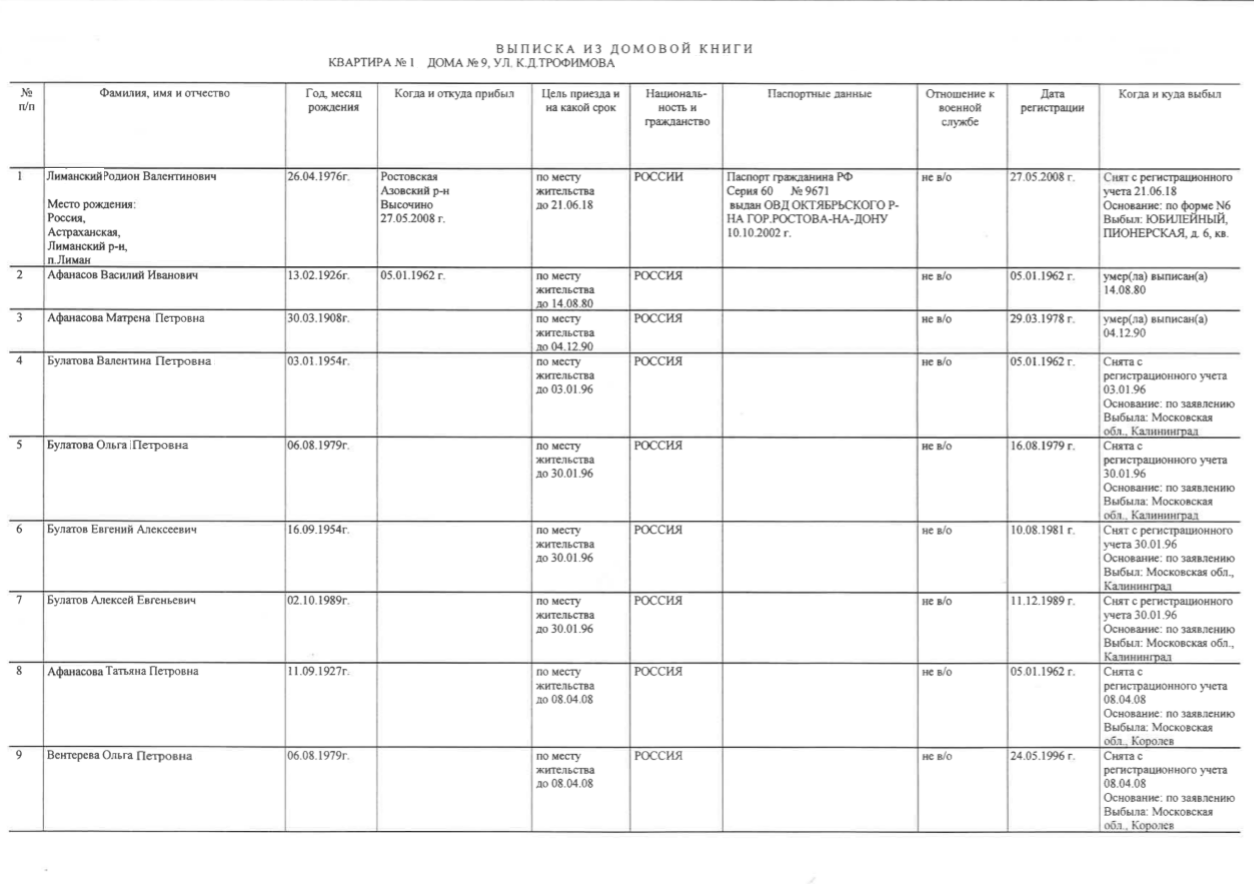 ВЫПИСКА ИЗ ДОМОВОЙ КНИГИ
КВАРТИРА № 1 ДОМА № 9, УЛ. К.Д.ТРОФИМОВА
№ п/п
Фамилия, имя и отчество
Год, месяц
рождения
Когда и откуда прибыл
Цель приезда и
на какой срок
Националь-
ность и
гражданство
Паспортные данные
Отношение к
военной
службе
Дата
регистрации
Когда и куда выбыл
1
Лиманский Родион Валентинович
Место рождения:
Россия,
Астраханская,
Лиманский р-н,
п.Лиман
26.04.1976г.
Ростовская
Азовский р-н
Высочино
27.05.2008 г.
по месту
жительства
до 21.06.18
РОССИИ
Паспорт гражданина РФ
Серия 60 № 9671
выдан ОВД ОКТЯБРЬСКОГО Р-
НА ГОР.РОСТОВА-НА-ДОНУ
10.10.2002 г.
не в/о
27.05.2008 г.
Снят с регистрационного
учета 21.06.18
Основание: по форме N6
Выбыл: ЮБИЛЕЙНЫЙ,
ПИОНЕРСКАЯ, д. 6, кв.
2
Афанасов Василий Иванович
13.02.1926г.
05.01.1962 г.
по месту
жительства
до 14.08.80
РОССИЯ
не в/о
05.01.1962 г.
умер(ла) выписан(а)
14.08.80
3
Афанасова Матрена Петровна
30.03.1908г.
по месту
жительства
до 04.12.90
РОССИЯ
не в/о
29.03.1978 г.
умер(ла) выписан(а)
04.12.90
4
Булатова Валентина Петровна
03.01.1954г.
по месту
жительства
до 03.01.96
РОССИЯ
не в/о
05.01.1962 г.
Снята с
регистрационного учета
03.01.96
Основание: по заявлению
Выбыла: Московская
обл., Калининград
5
Булатова Ольга Петровна
06.08.1979г.
по месту
жительства
до 30.01.96
РОССИЯ
не в/о
16.08.1979 г.
Снята с
регистрационного учета
30.01.96
Основание: по заявлению
Выбыла: Московская
обл., Калининград
6
Булатов Евгений Алексеевич
16.09.1954г.
по месту
жительства
до 30.01.96
РОССИЯ
не в/о
10.08.1981 г.
Снят с регистрационного
учета 30.01.96
Основание: по заявлению
Выбыл: Московская обл.,
Калининград
7
Булатов Алексей Евгеньевич
02.10.1989г.
по месту
жительства
до 30.01.96
РОССИЯ
не в/о
11.12.1989 г.
Снят с регистрационного
учета 30.01.96
Основание: по заявлению
Выбыл: Московская обл.,
Калининград
8
Афанасова Татьяна Петровна
11.09.1927г.
по месту
жительства
до 08.04.08
РОССИЯ
не в/о
05.01.1962 г.
Снята с
регистрационного учета
08.04.08
Основание: по заявлению
Выбыла: Московская
обл., Королев
9
Вентерева Ольга Петровна
06.08.1979г.
по месту
жительства
до 08.04.08
РОССИЯ
не в/о
24.05.1996 г.
Снята с
регистрационного учета
08.04.08
Основание: по заявлению
Выбыла: Московская
обл., Королев